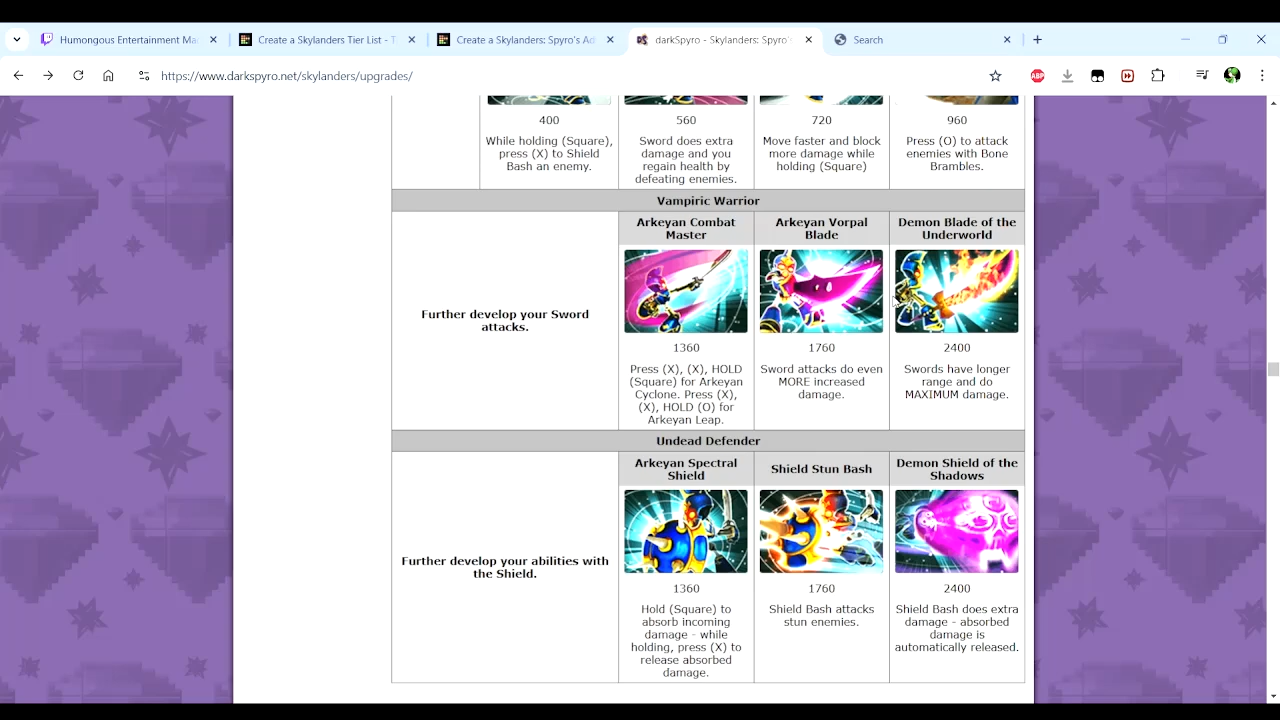 Humongous Entertainment Ma
Create a Skylanders Tier List - T
Create a Skylanders: Spyro's Ad
darkSpyro - Skylanders: Spyro'
Search
https://www.darkspyro.net/skylanders/upgrades/
ABP
400
560
720
960
While holding (Square),
press (X) to Shield
Bash an enemy.
Sword does extra
damage and you
regain health by
defeating enemies.
Move faster and block
more damage while
holding (Square)
Press (O) to attack
enemies with Bone
Brambles.
Vampiric Warrior
Further develop your Sword
attacks.
Arkeyan Combat
Master
1360
Press (X), (X), HOLD
(Square) for Arkeyan
Cyclone. Press (X),
(X), HOLD (O) for
Arkeyan Leap.
Arkeyan Vorpal
Blade
1760
Sword attacks do even
MORE increased
damage.
Demon Blade of the
Underworld
2400
Swords have longer
range and do
MAXIMUM damage.
Undead Defender
Further develop your abilities with
the Shield.
Arkeyan Spectral
Shield
1360
Hold (Square) to
absorb incoming
damage - while
holding, press (X) to
release absorbed
damage.
Shield Stun Bash
1760
Shield Bash attacks
stun enemies.
Demon Shield of the
Shadows
2400
Shield Bash does extra
damage - absorbed
damage is
automatically released.